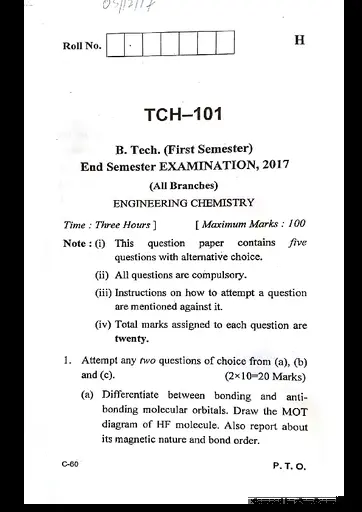 05/12/17
Roll No.
H
TCH–101
B. Tech. (First Semester)
End Semester EXAMINATION, 2017
(All Branches)
ENGINEERING CHEMISTRY
Time : Three Hours ] [ Maximum Marks : 100
Note : (i) This question paper contains five
questions with alternative choice.
(ii) All questions are compulsory.
(iii) Instructions on how to attempt a question
are mentioned against it.
(iv) Total marks assigned to each question are
twenty.
1. Attempt any two questions of choice from (a), (b)
and (c). (2×10=20 Marks)
(a) Differentiate between bonding and anti-
bonding molecular orbitals. Draw the MOT
diagram of HF molecule. Also report about
its magnetic nature and bond order.
C-60 P. T. O.